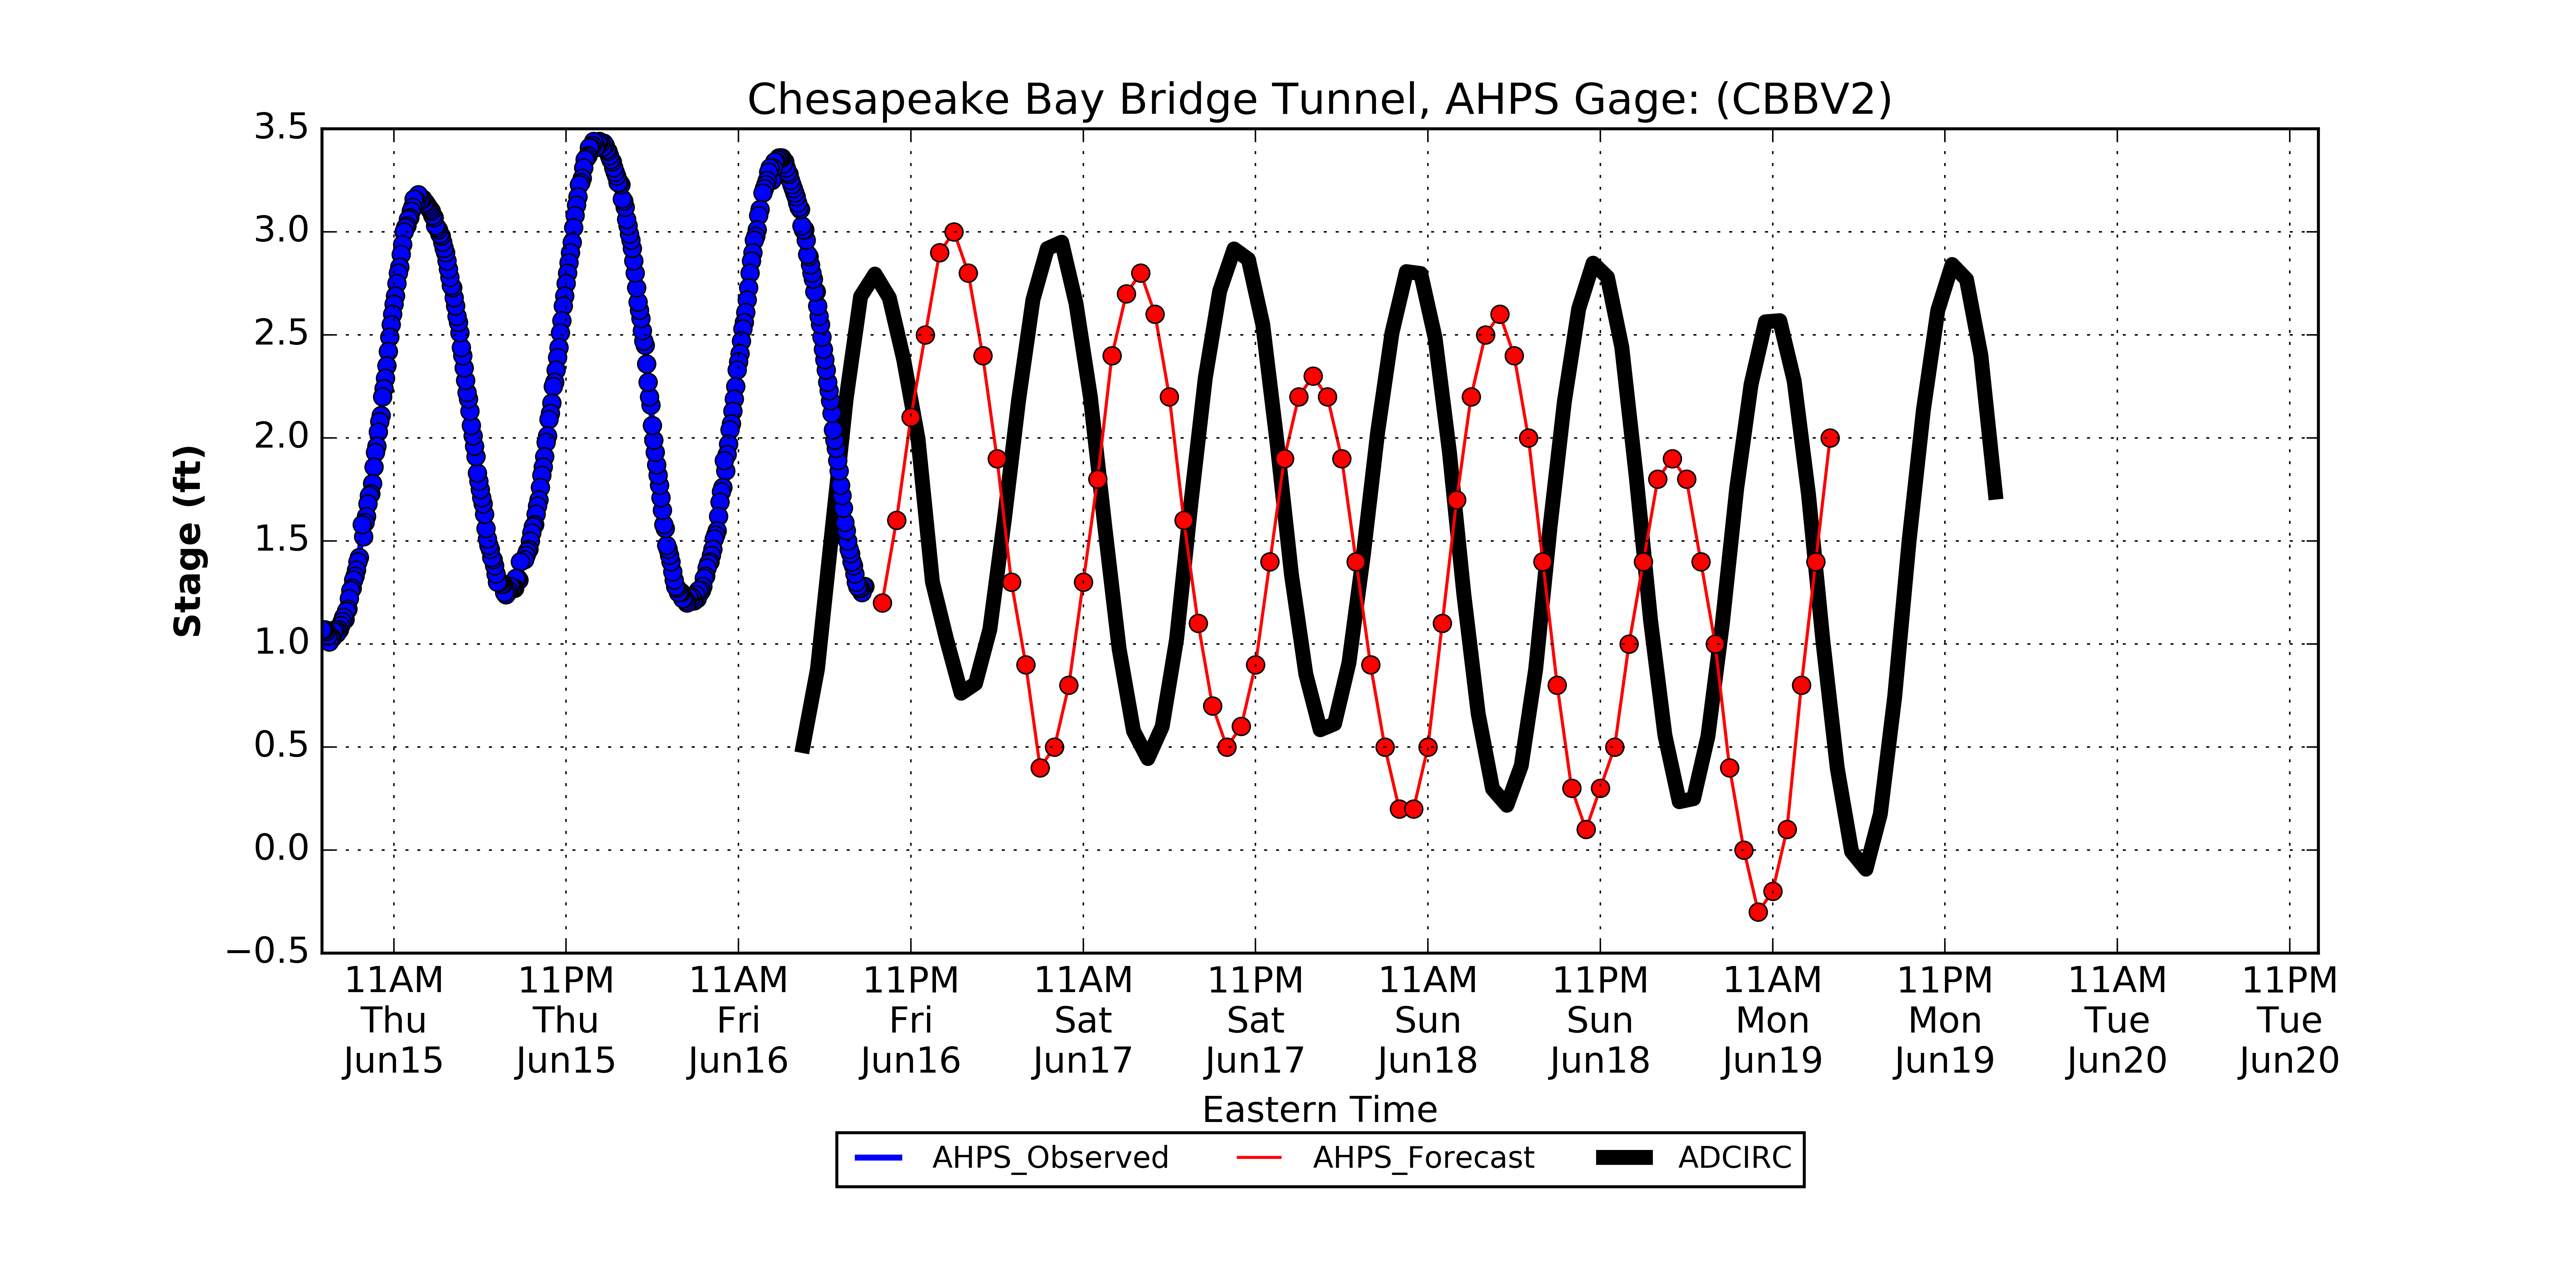 Chesapeake Bay Bridge Tunnel, AHPS Gage: (CBBV2)
Stage (ft)
3.5
3.0
2.5
2.0
1.5
1.0
0.5
0.0
−0.5
11AM 11PM 11AM 11PM 11AM 11PM 11AM 11PM 11AM 11PM 11AM 11PM
Thu Thu Fri Fri Sat Sat Sun Sun Mon Mon Tue Tue
Jun15 Jun15 Jun16 Jun16 Jun17 Jun17 Jun18 Jun18 Jun19 Jun19 Jun20 Jun20
Eastern Time
AHPS_Observed AHPS_Forecast ADCIRC